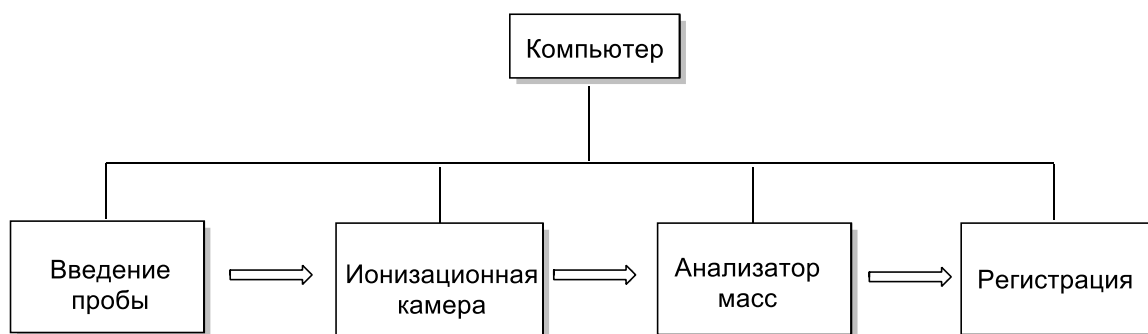 Компьютер
Введение
пробы
Ионизационная
камера
Анализатор
масс
Регистрация